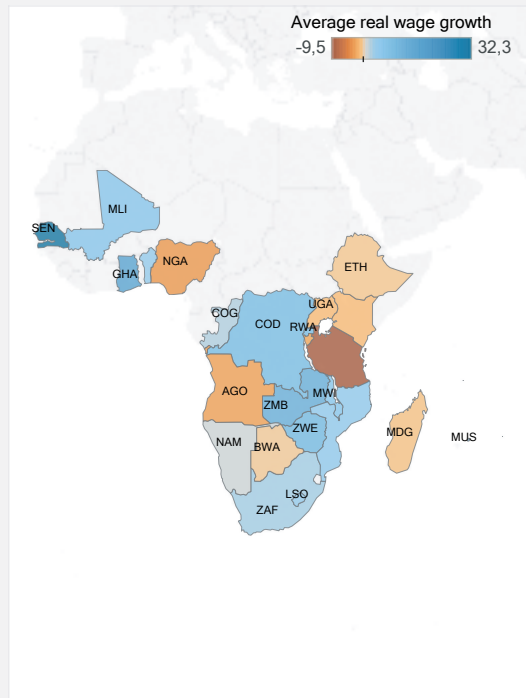 Average real wage growth
-9,5 32,3
MLI
SEN
NGA
GHA
ETH
UGA
COG
COD
RWA
AGO
MWI
ZMB
ZWE
MDG
MUS
NAM
BWA
LSO
ZAF